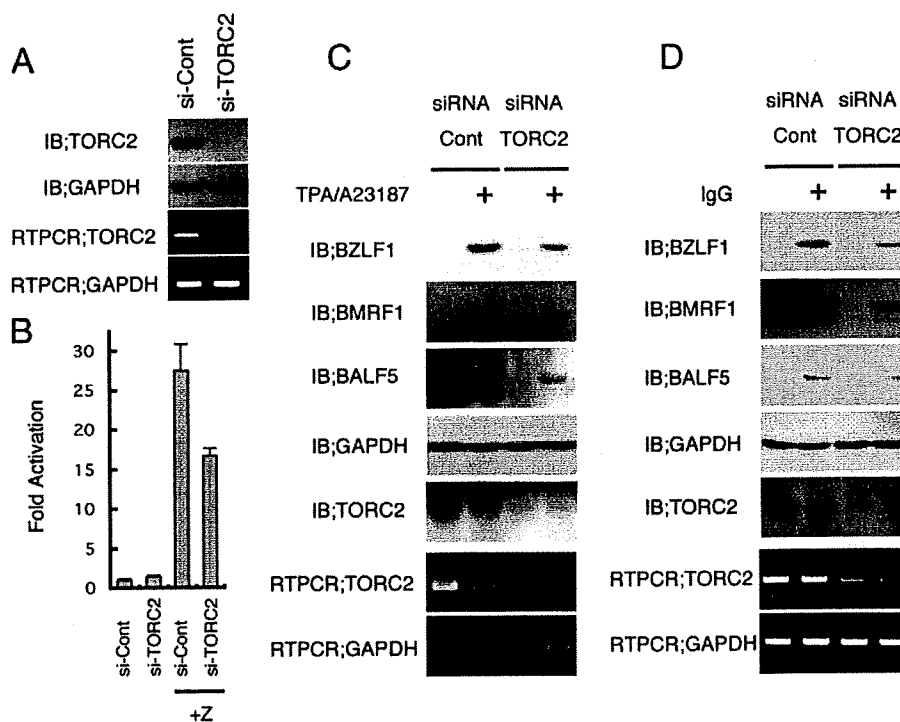 A
si-Cont
si-TORC2
IB;TORC2
IB;GAPDH
RTPCR;TORC2
RTPCR;GAPDH
B
Fold Activation
30
25
20
15
10
5
0
si-Cont
si-TORC2
si-Cont
si-TORC2
+Z
C
siRNA siRNA
Cont TORC2
TPA/A23187 + +
IB;BZLF1
IB;BMRF1
IB;BALF5
IB;GAPDH
IB;TORC2
RTPCR;TORC2
RTPCR;GAPDH
D
siRNA siRNA
Cont TORC2
IgG + +
IB;BZLF1
IB;BMRF1
IB;BALF5
IB;GAPDH
IB;TORC2
RTPCR;TORC2
RTPCR;GAPDH